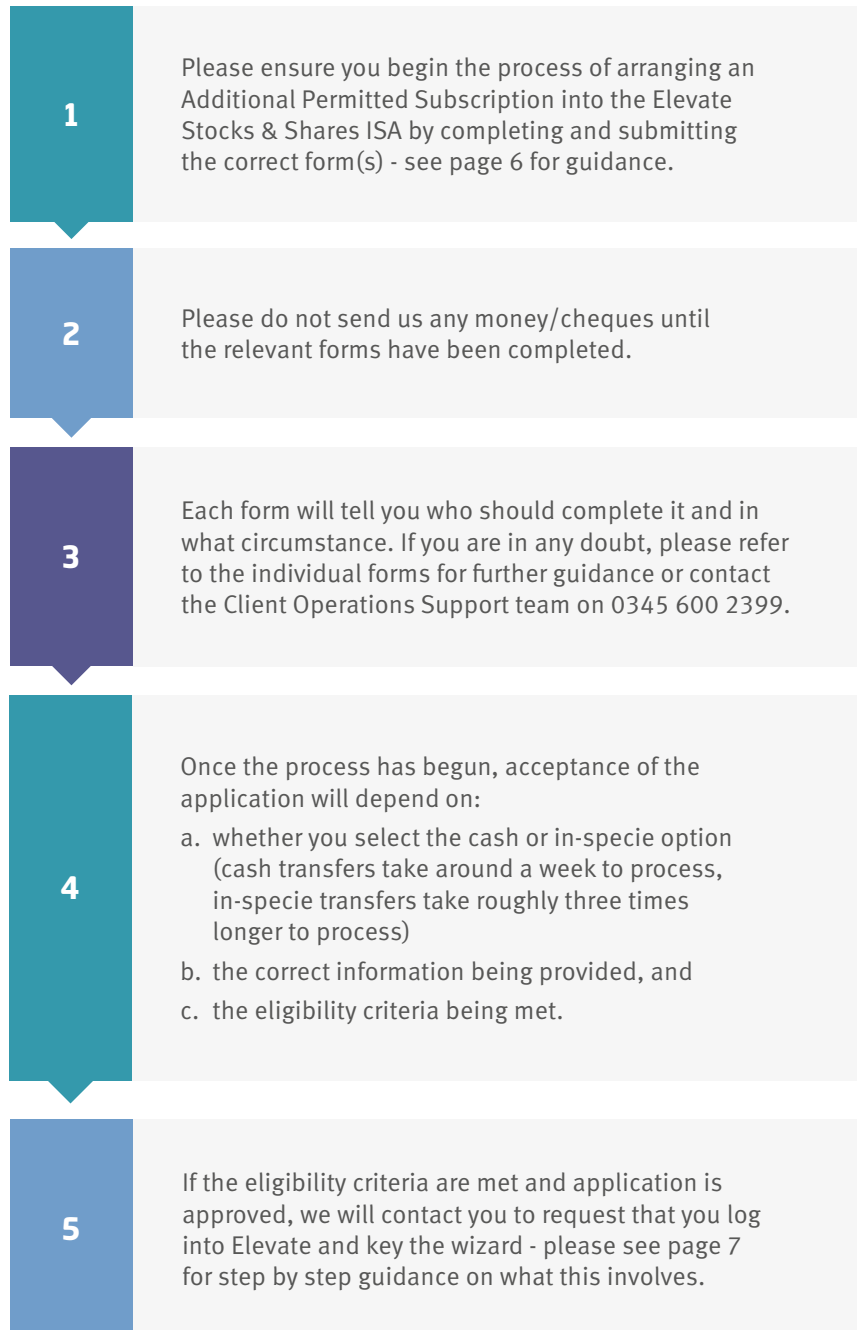 1
Please ensure you begin the process of arranging an
Additional Permitted Subscription into the Elevate
Stocks & Shares ISA by completing and submitting
the correct form(s) - see page 6 for guidance.
2
Please do not send us any money/cheques until
the relevant forms have been completed.
3
Each form will tell you who should complete it and in
what circumstance. If you are in any doubt, please refer
to the individual forms for further guidance or contact
the Client Operations Support team on 0345 600 2399.
4
Once the process has begun, acceptance of the
application will depend on:
a. whether you select the cash or in-specie option
(cash transfers take around a week to process,
in-specie transfers take roughly three times
longer to process)
b. the correct information being provided, and
c. the eligibility criteria being met.
5
If the eligibility criteria are met and application is
approved, we will contact you to request that you log
into Elevate and key the wizard - please see page 7
for step by step guidance on what this involves.